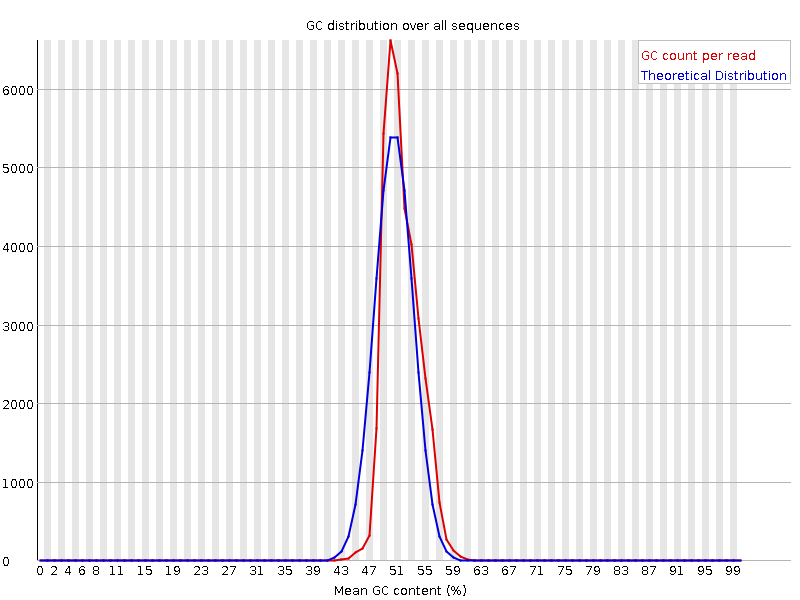 GC distribution over all sequences
GC count per read
Theoretical Distribution
6000
5000
4000
3000
2000
1000
0
0 2 4 6 8 11 15 19 23 27 31 35 39 43 47 51 55 59 63 67 71 75 79 83 87 91 95 99
Mean GC content (%)